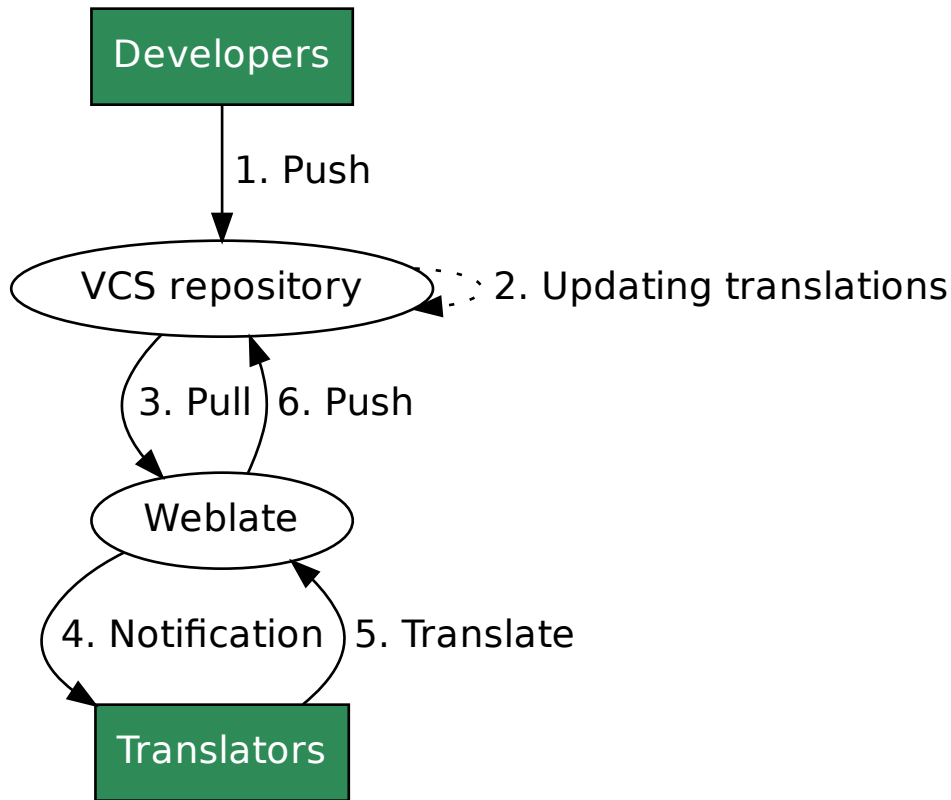 Developers
1. Push
VCS repository
2. Updating translations
3. Pull
6. Push
Weblate
4. Notification
5. Translate
Translators